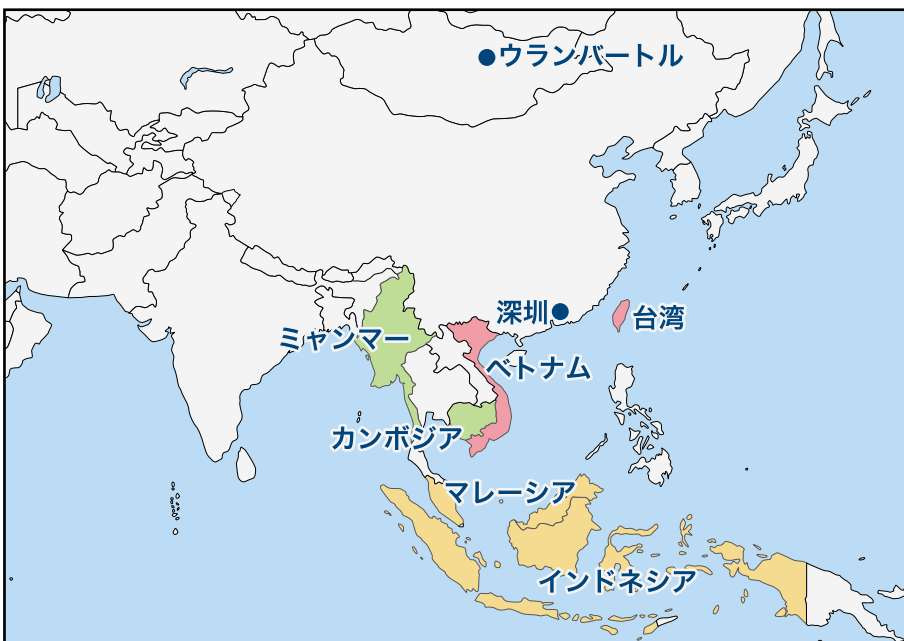 ウランバートル
深圳
台湾
ミャンマー
ベトナム
カンボジア
マレーシア
インドネシア